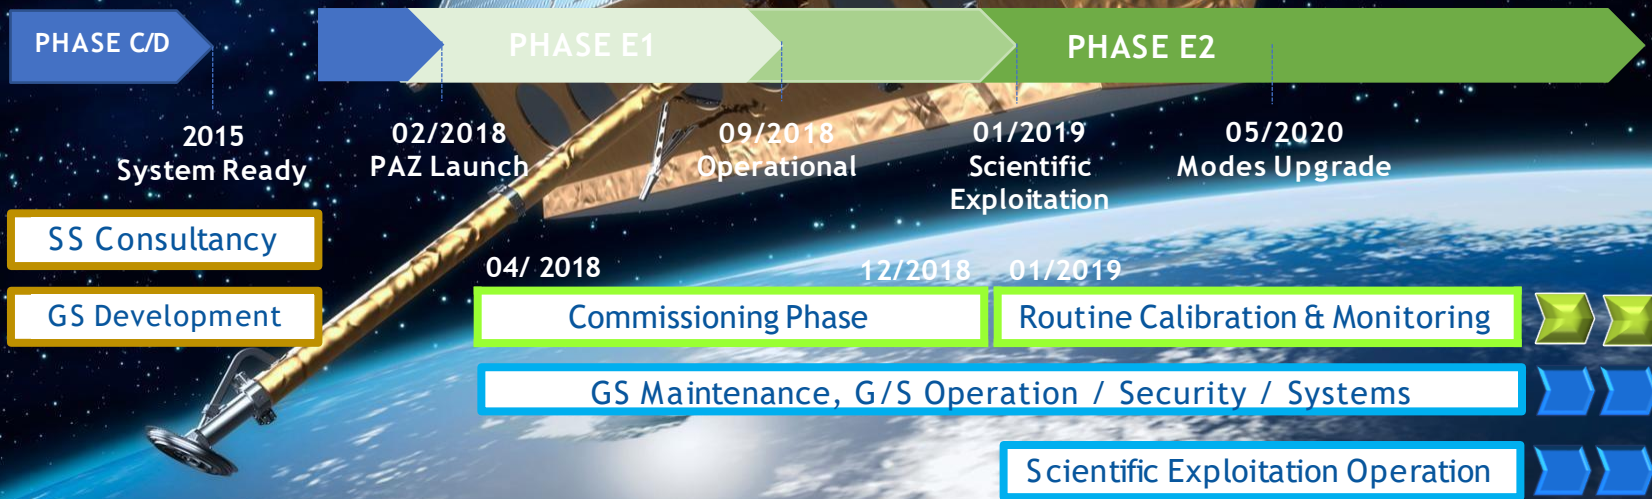 PHASE C/D
PHASE E1
PHASE E2
2015
System Ready
02/2018
PAZ Launch
09/2018
Operational
01/2019
Scientific
Exploitation
05/2020
Modes Upgrade
SS Consultancy
GS Development
04/ 2018
12/2018
01/2019
Commissioning Phase
Routine Calibration & Monitoring
GS Maintenance, G/S Operation / Security / Systems
Scientific Exploitation Operation